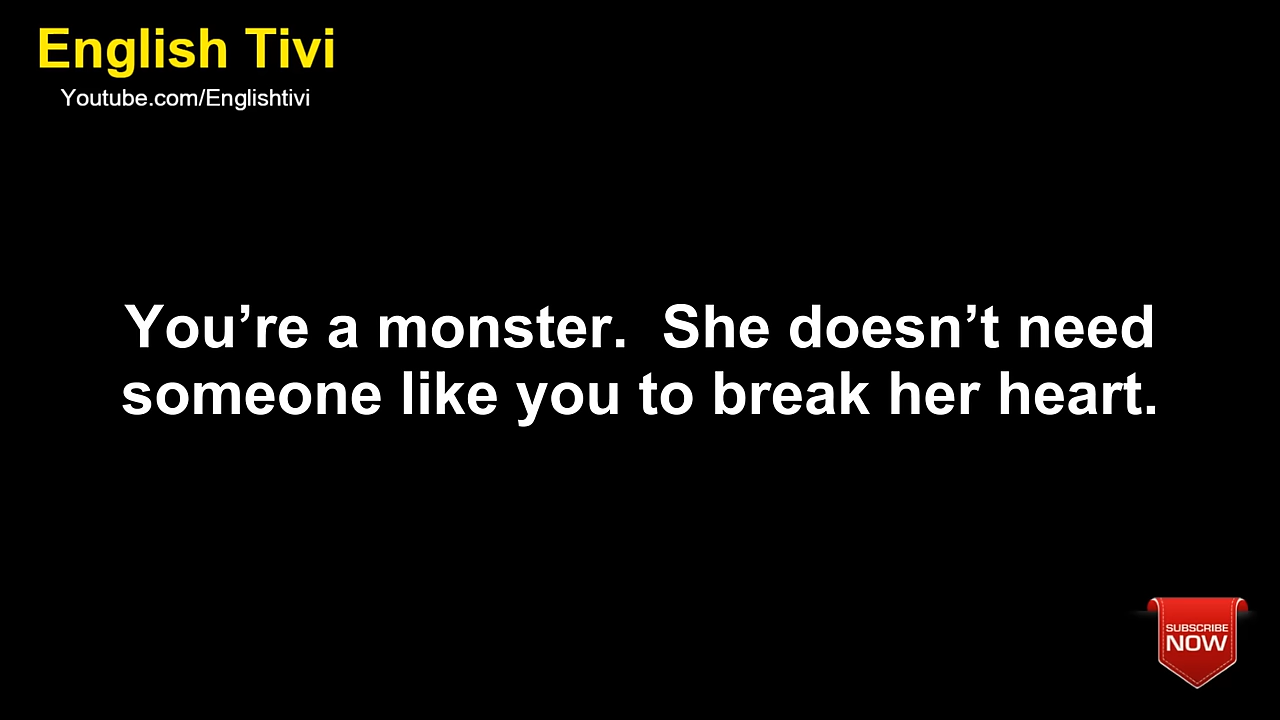 English Tivi
Youtube.com/Englishtivi
You’re a monster.  She doesn’t need
someone like you to break her heart.
SUBSCRIBE
NOW